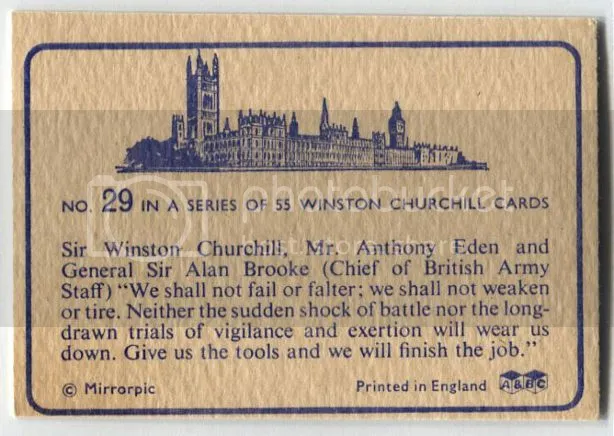 NO. 29 IN A SERIES OF 55 WINSTON CHURCHILL CARDS
photobucket
Sir Winston Churchill, Mr. Anthony Eden and
General Sir Alan Brooke (Chief of British Army
Staff) “We shall not fail or falter; we shall not weaken
or tire. Neither the sudden shock of battle nor the long-
drawn trials of vigilance and exertion will wear us
down. Give us the tools and we will finish the job.”
© Mirrorpic
Printed in England A&BC